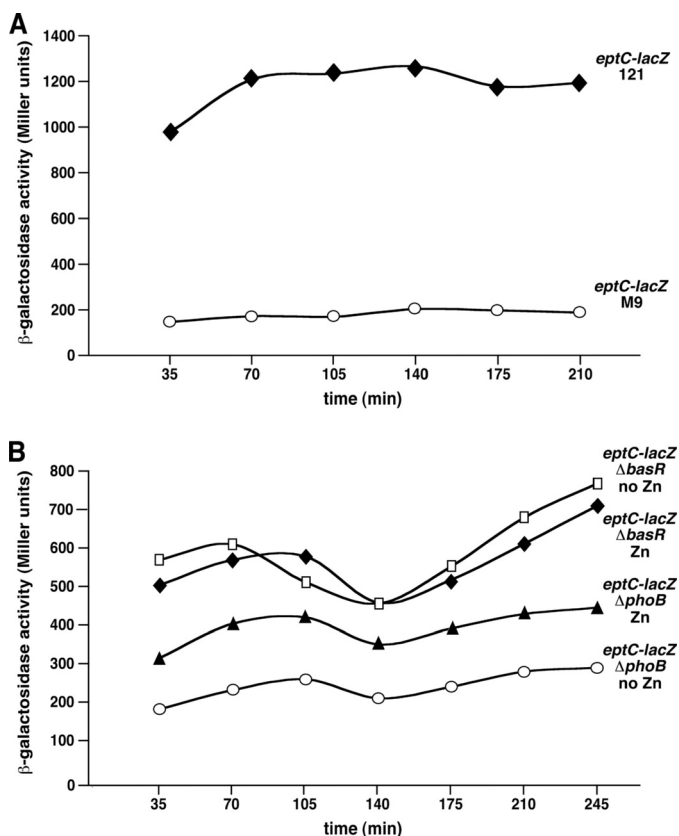 A
β-galactosidase activity (Miller units)
1400
1200
1000
800
600
400
200
0
35 70 105 140 175 210
time (min)
eptC-lacZ
121
eptC-lacZ
M9
B
β-galactosidase activity (Miller units)
800
700
600
500
400
300
200
100
0
35 70 105 140 175 210 245
time (min)
eptC-lacZ
ΔbasR
no Zn
eptC-lacZ
ΔbasR
Zn
eptC-lacZ
ΔphoB
Zn
eptC-lacZ
ΔphoB
no Zn